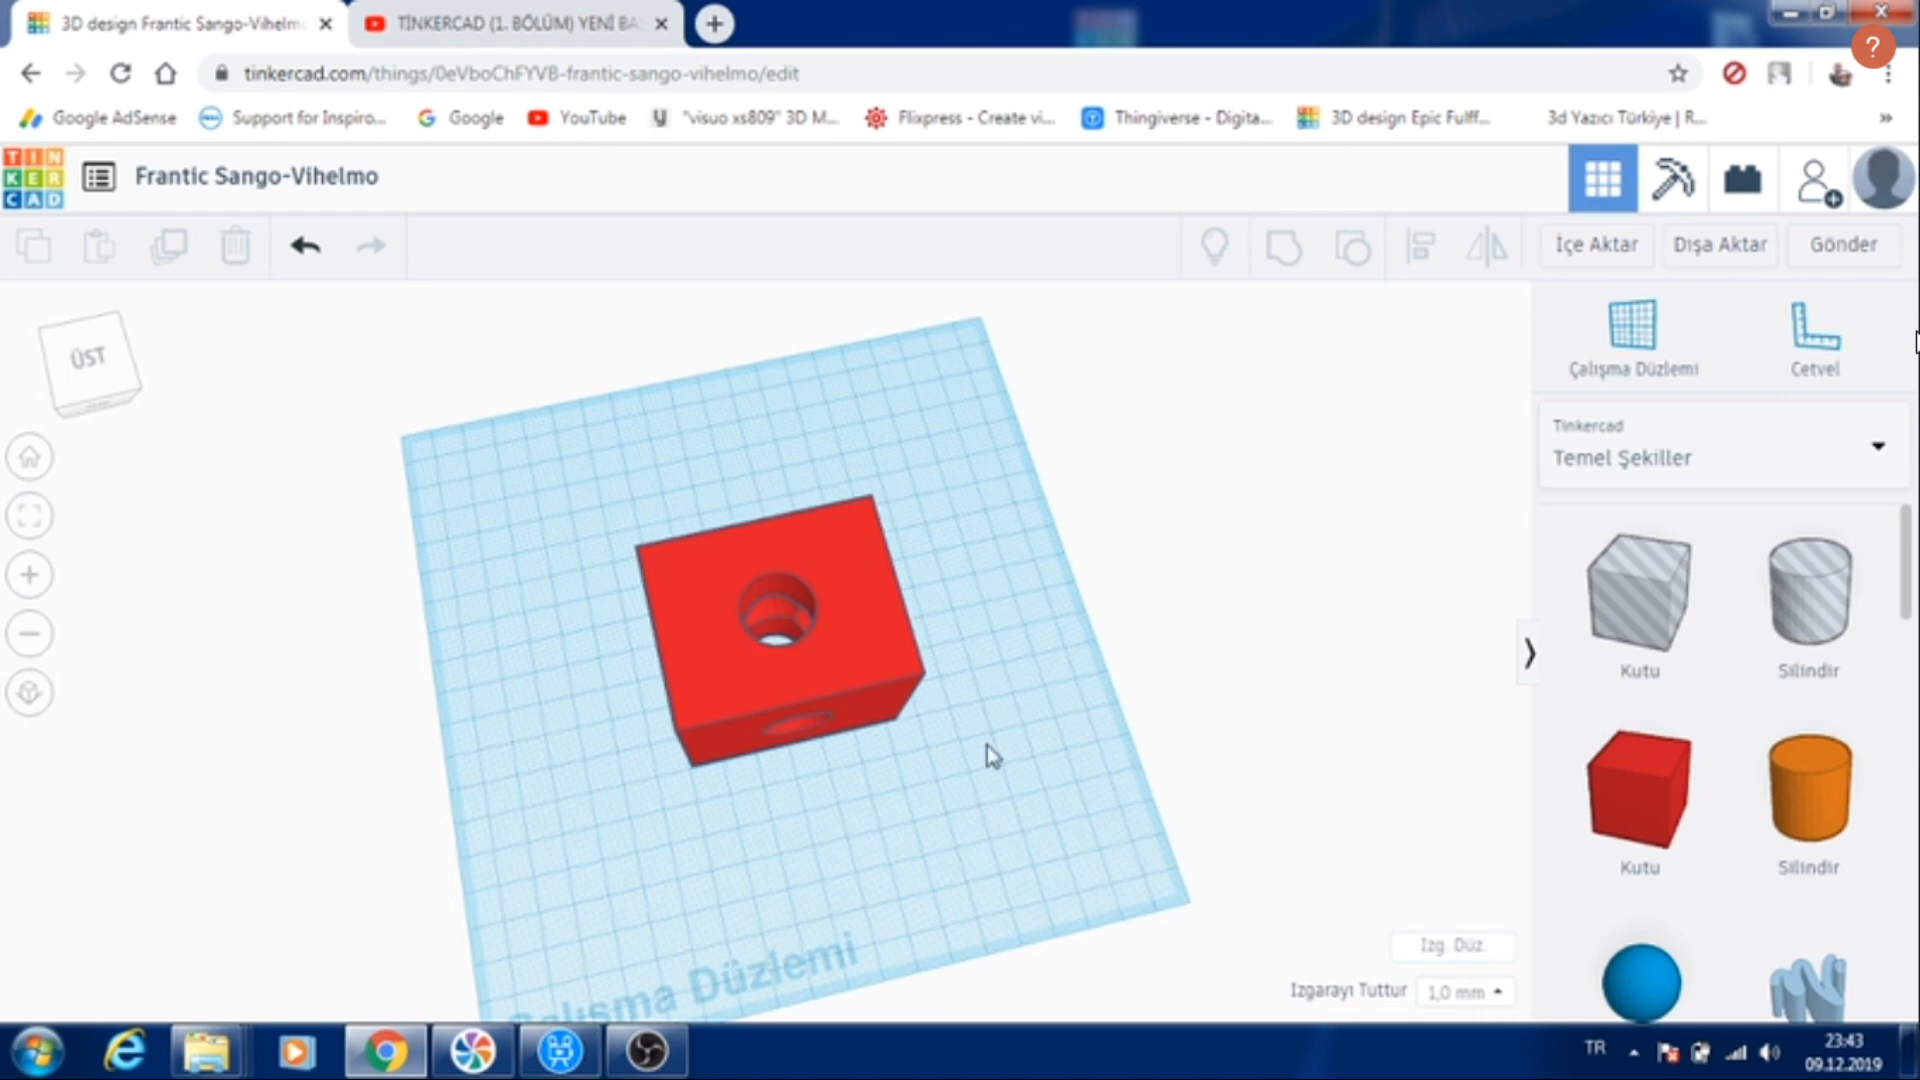 3D design Frantic Sango-Vihelm
TİNKERCAD (1. BÖLÜM) YENİ BA
tinkercad.com/things/0eVboChFYVB-frantic-sango-vihelmo/edit
?
Google AdSense
Support for Inspiro...
Google
YouTube
"visuo xs809" 3D M...
Flixpress - Create vi...
Thingiverse - Digita...
3D design Epic Fulff...
3d Yazıcı Türkiye | R...
»
TIN
KER
CAD
Frantic Sango-Vihelmo
İçe Aktar
Dışa Aktar
Gönder
ÜST
Çalışma Düzlemi
Cetvel
Tinkercad
Temel Şekiller
Kutu
Silindir
Kutu
Silindir
Çalışma Düzlemi
Izg. Düz.
Izgarayı Tuttur
1,0 mm
TR
23:43
09.12.2019